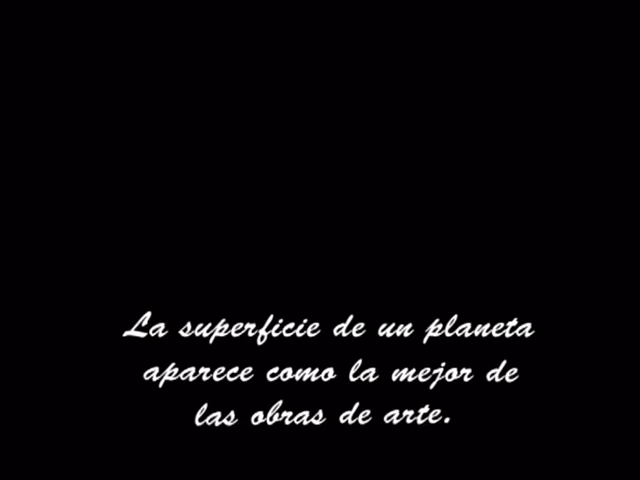 La superficie de un planeta
aparece como la mejor de
las obras de arte.